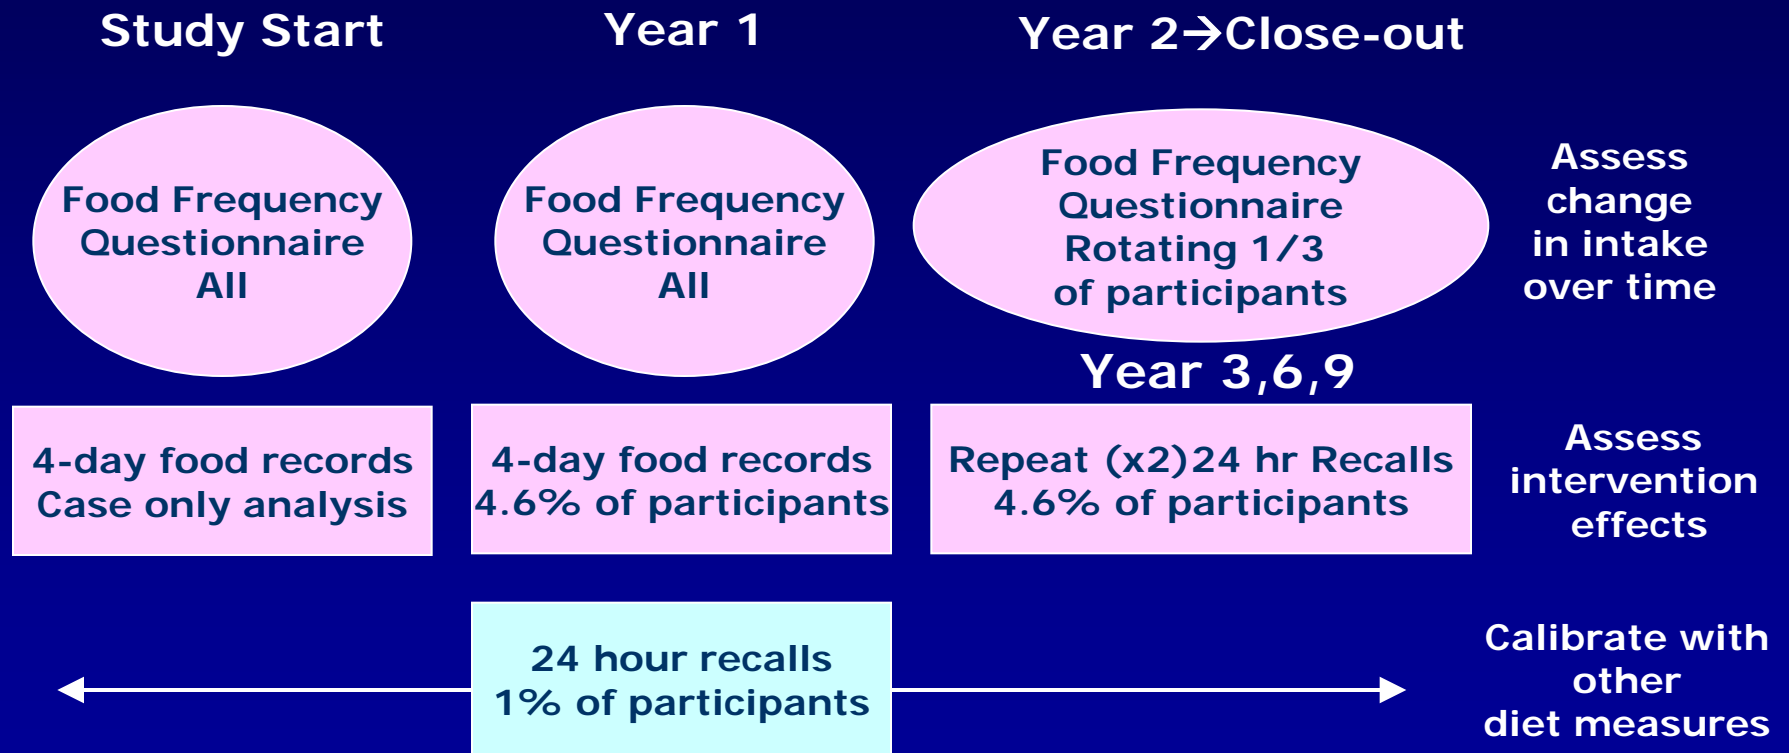 Study Start
Year 1
Year 2→Close-out
Food Frequency
Questionnaire
All
Food Frequency
Questionnaire
All
Food Frequency
Questionnaire
Rotating 1/3
of participants
Assess
change
in intake
over time
Year 3,6,9
4-day food records
Case only analysis
4-day food records
4.6% of participants
Repeat (x2)24 hr Recalls
4.6% of participants
Assess
intervention
effects
24 hour recalls
1% of participants
Calibrate with
other
diet measures